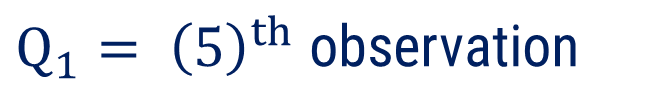 Q₁ = (5)ᵗʰ observation